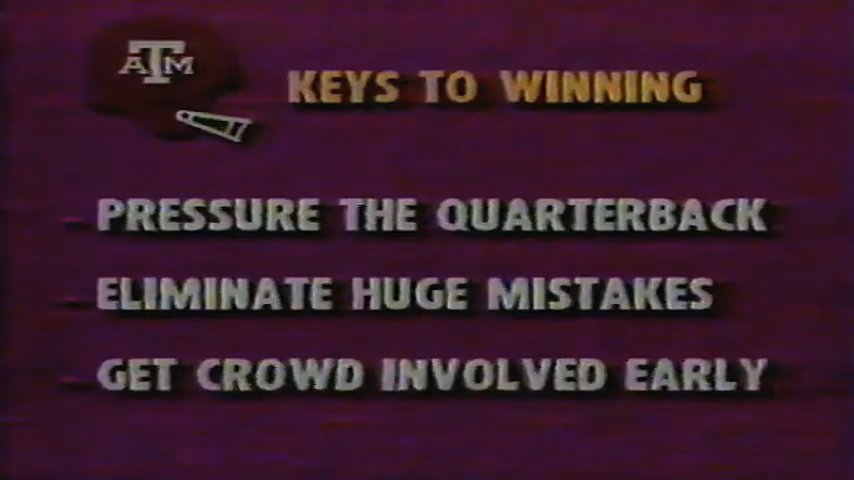 ATM
KEYS TO WINNING
- PRESSURE THE QUARTERBACK
- ELIMINATE HUGE MISTAKES
- GET CROWD INVOLVED EARLY